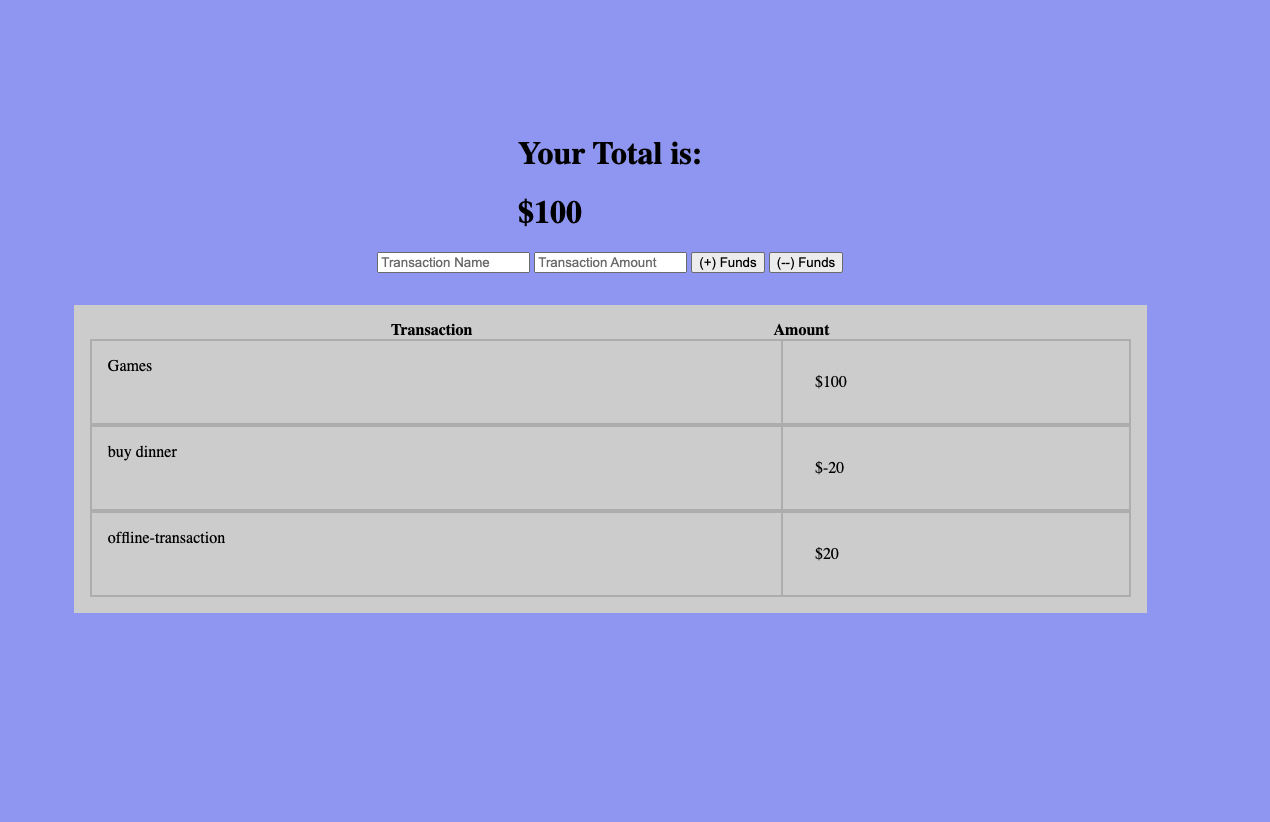 Your Total is:
$100
Transaction Name Transaction Amount (+) Funds (--) Funds
Transaction Amount
Games $100
buy dinner $-20
offline-transaction $20